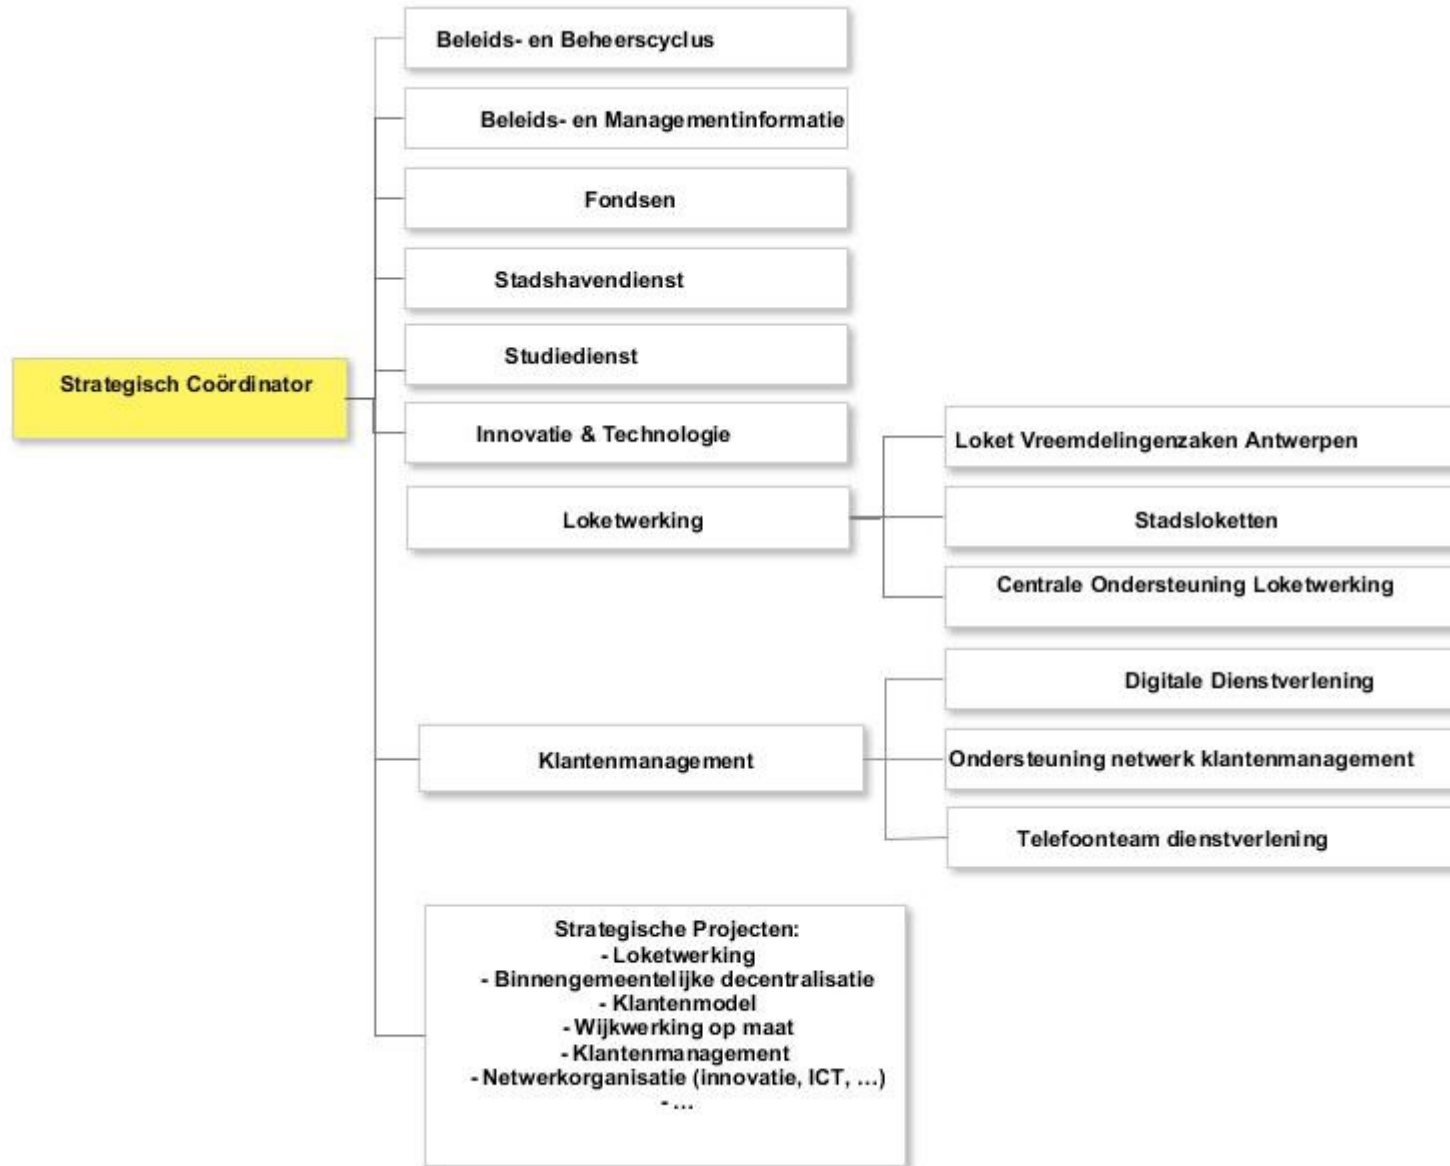 Beleids- en Beheerscyclus
Beleids- en Managementinformatie
Fondsen
Stadshavendienst
Studiedienst
Strategisch Coördinator
Innovatie & Technologie
Loketwerking
Loket Vreemdelingenzaken Antwerpen
Stadsloketten
Centrale Ondersteuning Loketwerking
Klantenmanagement
Digitale Dienstverlening
Ondersteuning netwerk klantenmanagement
Telefoonteam dienstverlening
Strategische Projecten:
- Loketwerking
- Binnengemeentelijke decentralisatie
- Klantenmodel
- Wijkwerking op maat
- Klantenmanagement
- Netwerkorganisatie (innovatie, ICT, …)
- …